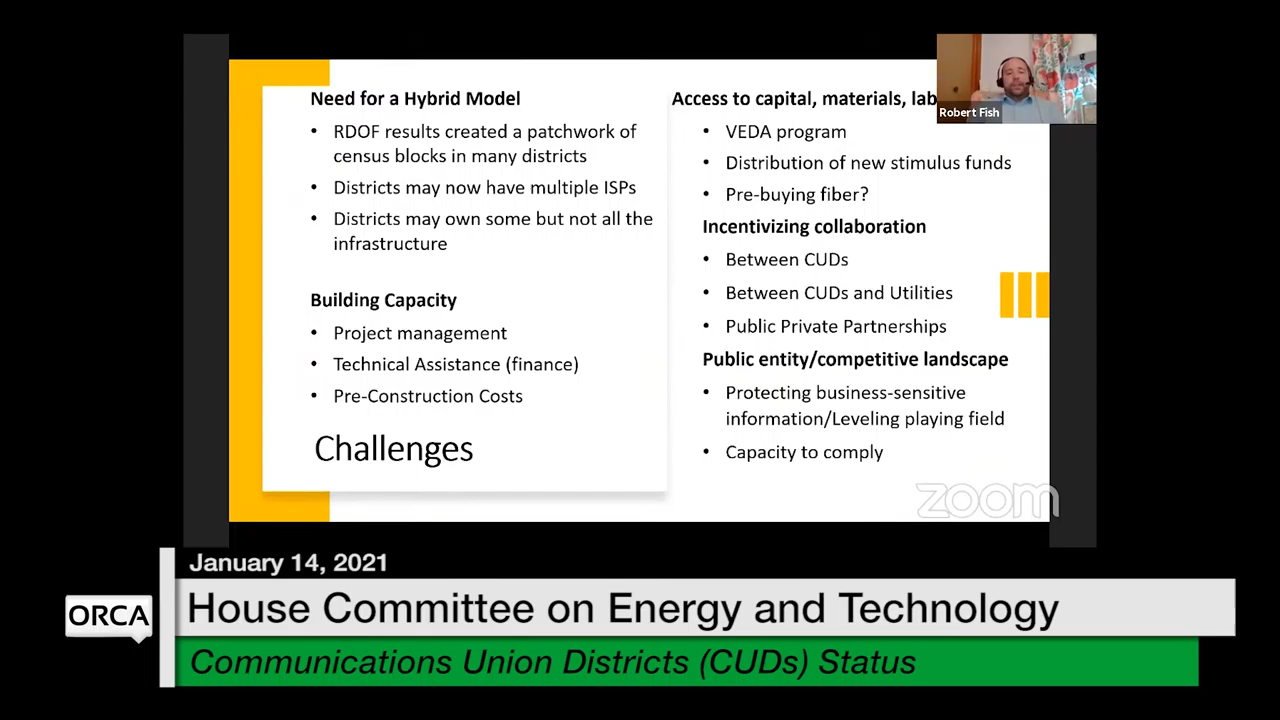 Need for a Hybrid Model
• RDOF results created a patchwork of
census blocks in many districts
• Districts may now have multiple ISPs
• Districts may own some but not all the
infrastructure
Building Capacity
• Project management
• Technical Assistance (finance)
• Pre-Construction Costs
Challenges
Access to capital, materials,
• VEDA program
• Distribution of new stimulus funds
• Pre-buying fiber?
Incentivizing collaboration
• Between CUDs
• Between CUDs and Utilities
• Public Private Partnerships
Public entity/competitive landscape
• Protecting business-sensitive
information/Leveling playing field
• Capacity to comply
Robert Fish
zoom
January 14, 2021
ORCA
House Committee on Energy and Technology
Communications Union Districts (CUDs) Status